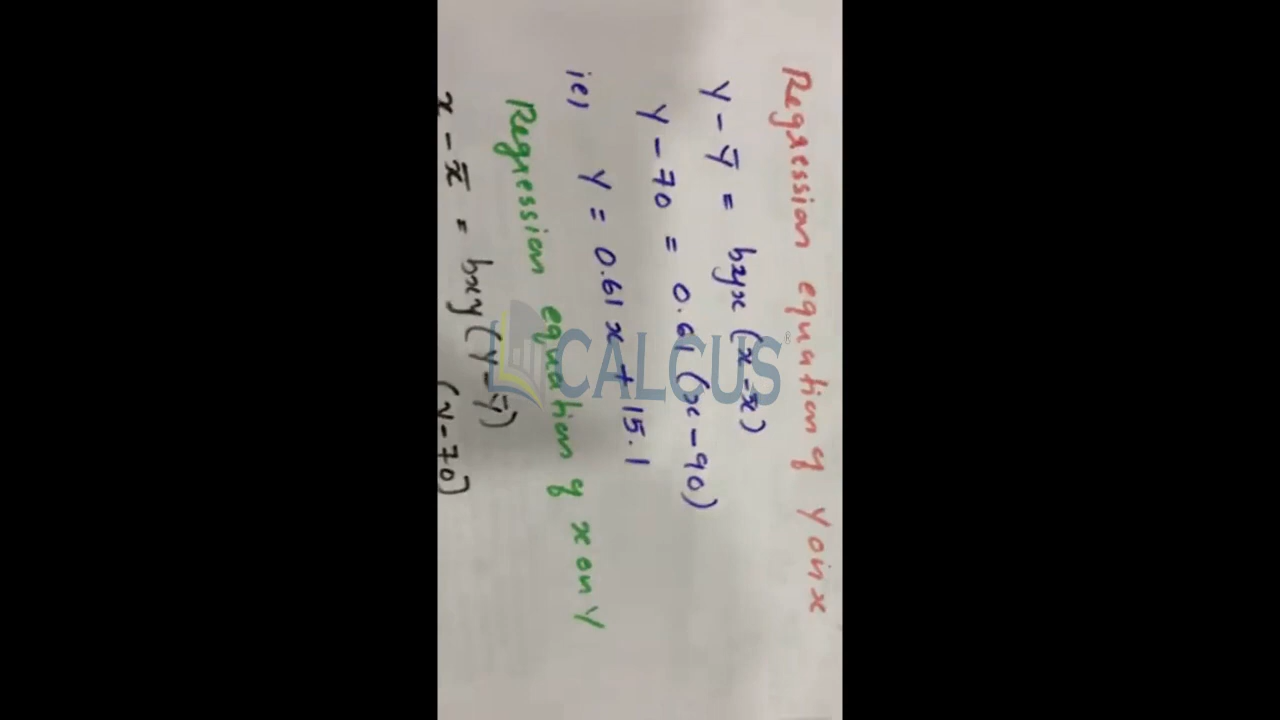 Regression equation of y on x
y - ȳ = byx (x - x̄)
y - 70 = 0.61 (x - 90)
ie) y = 0.61 x + 15.1
Regression equation of x on y
x - x̄ = bxy (y - ȳ)
(y - 70)
CALCUS®